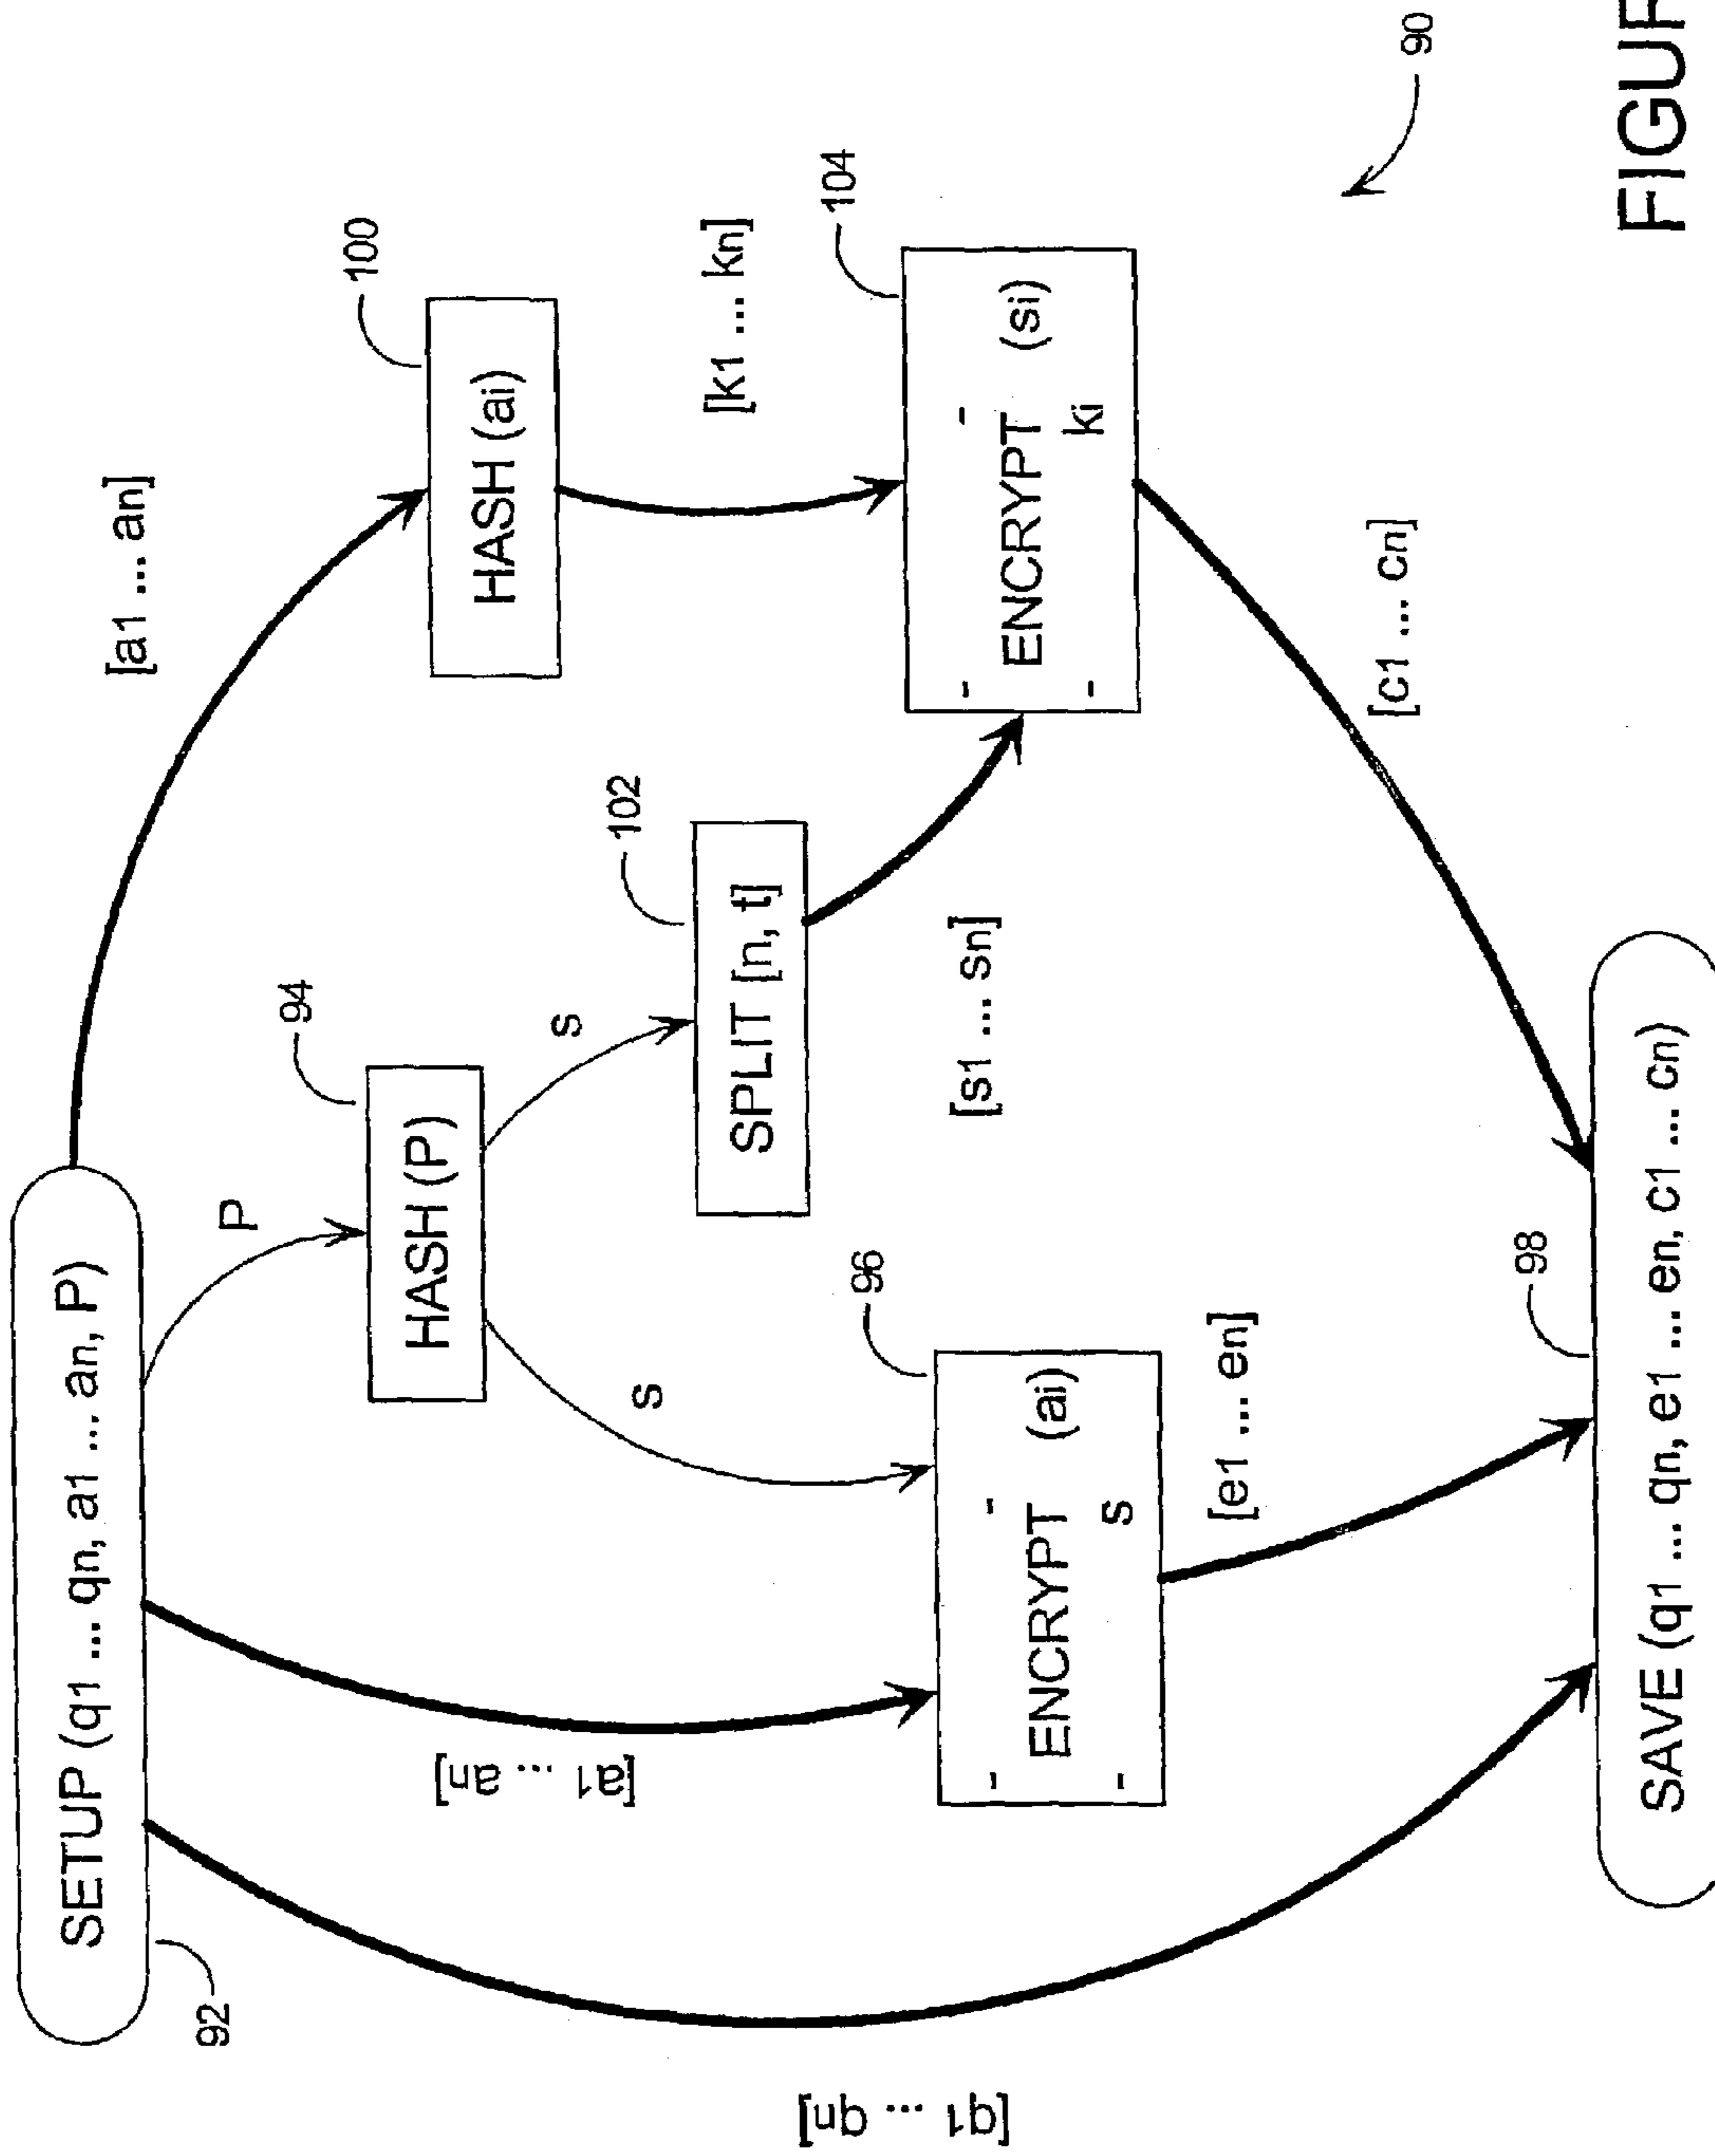 SETUP (q1 ... qn, a1 ... an, P)
92
[a1 ... an]
P
94
HASH (P)
100
HASH (ai)
s
s
102
SPLIT [n, t]
[k1 ... kn]
[q1 ... qn]
[a1 ... an]
96
ENCRYPT (ai)
s
[s1 ... sn]
104
ENCRYPT (si)
ki
[e1 ... en]
[c1 ... cn]
98
SAVE (q1 ... qn, e1 ... en, c1 ... cn)
90